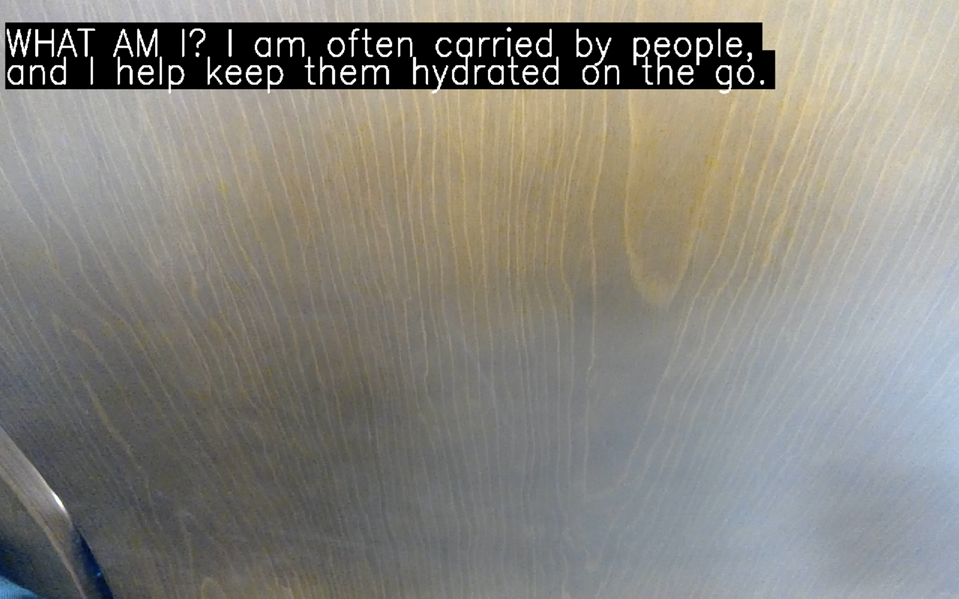 WHAT AM I? I am often carried by people,
and I help keep them hydrated on the go.